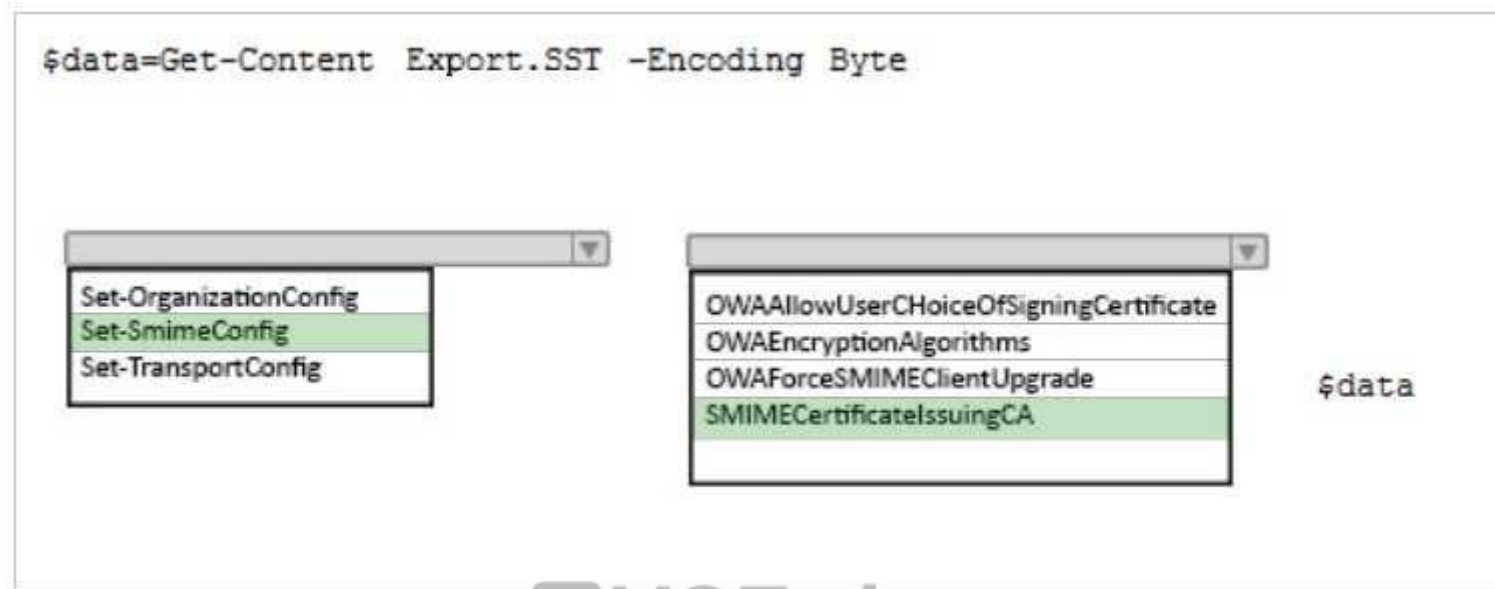 $data=Get-Content Export.SST -Encoding Byte
Set-OrganizationConfig
Set-SmimeConfig
Set-TransportConfig
OWAAllowUserCHoiceOfSigningCertificate
OWAEncryptionAlgorithms
OWAForceSMIMEClientUpgrade
SMIMECertificateIssuingCA
$data